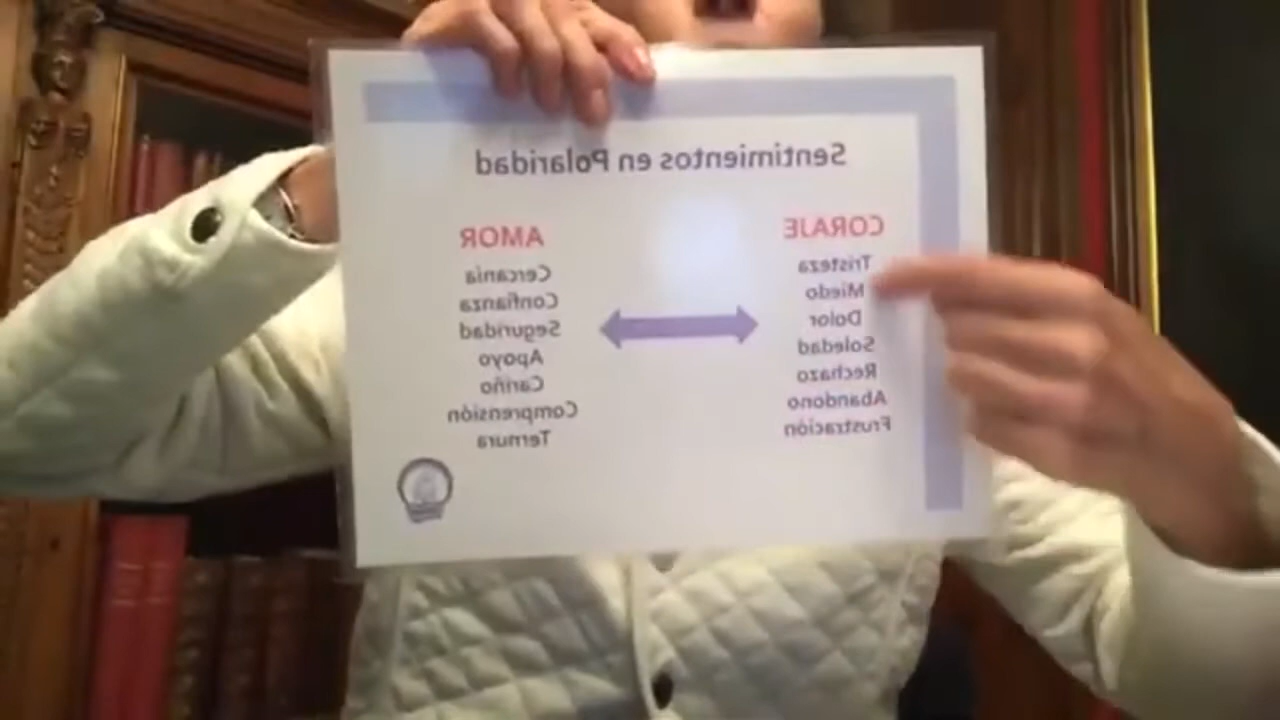 Sentimientos en Polaridad
CORAJE
Tristeza
Miedo
Dolor
Soledad
Rechazo
Abandono
Frustración
AMOR
Cercanía
Confianza
Seguridad
Apoyo
Cariño
Comprensión
Ternura